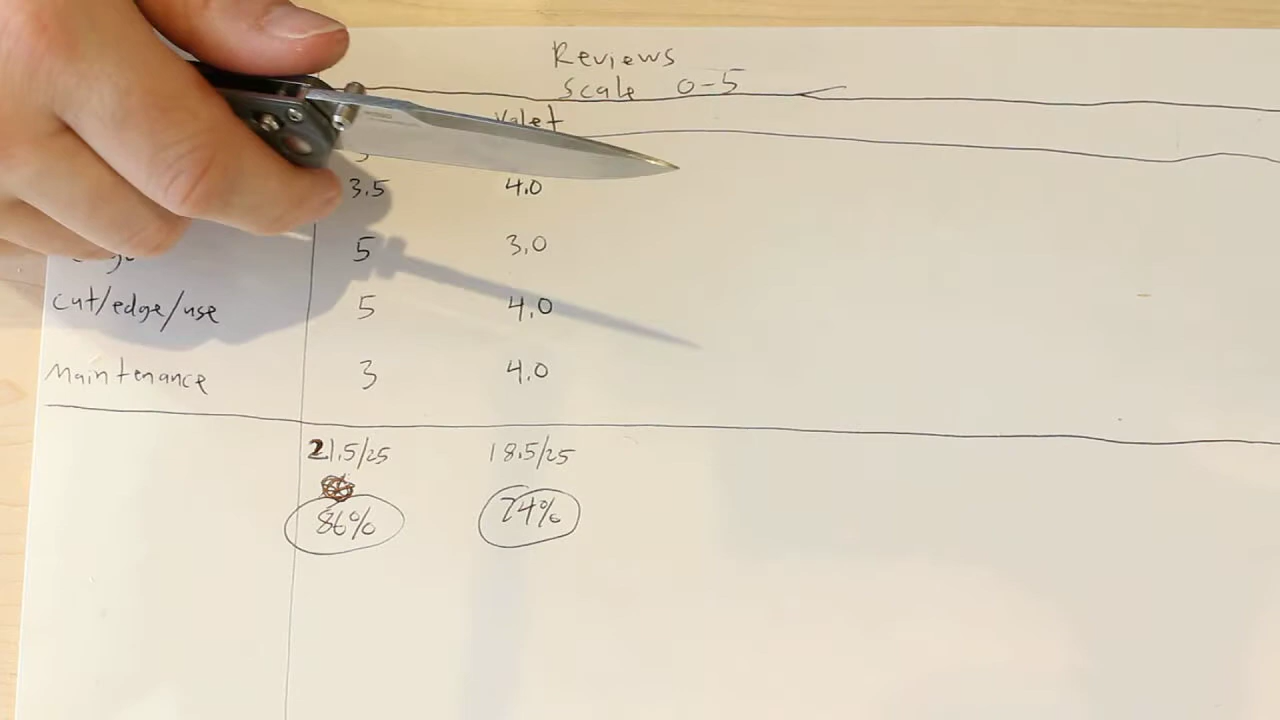 Reviews
Scale 0-5
Valet
3.5 4.0
5 3.0
Cut/edge/use 5 4.0
Maintenance 3 4.0
21.5/25 18.5/25
86% 74%